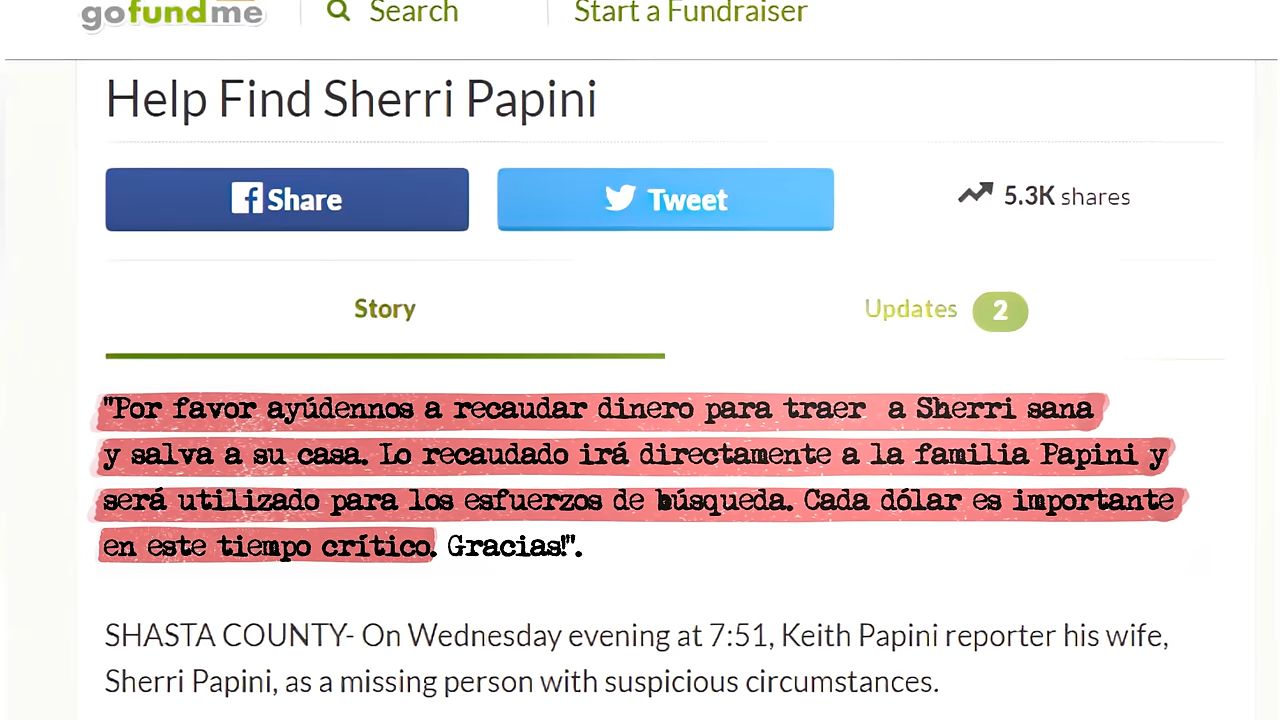 gofundme Search Start a Fundraiser
Help Find Sherri Papini
Share Tweet 5.3K shares
Story Updates 2
"Por favor ayúdennos a recaudar dinero para traer a Sherri sana
y salva a su casa. Lo recaudado irá directamente a la familia Papini y
será utilizado para los esfuerzos de búsqueda. Cada dólar es importante
en este tiempo crítico. Gracias!".
SHASTA COUNTY- On Wednesday evening at 7:51, Keith Papini reporter his wife,
Sherri Papini, as a missing person with suspicious circumstances.